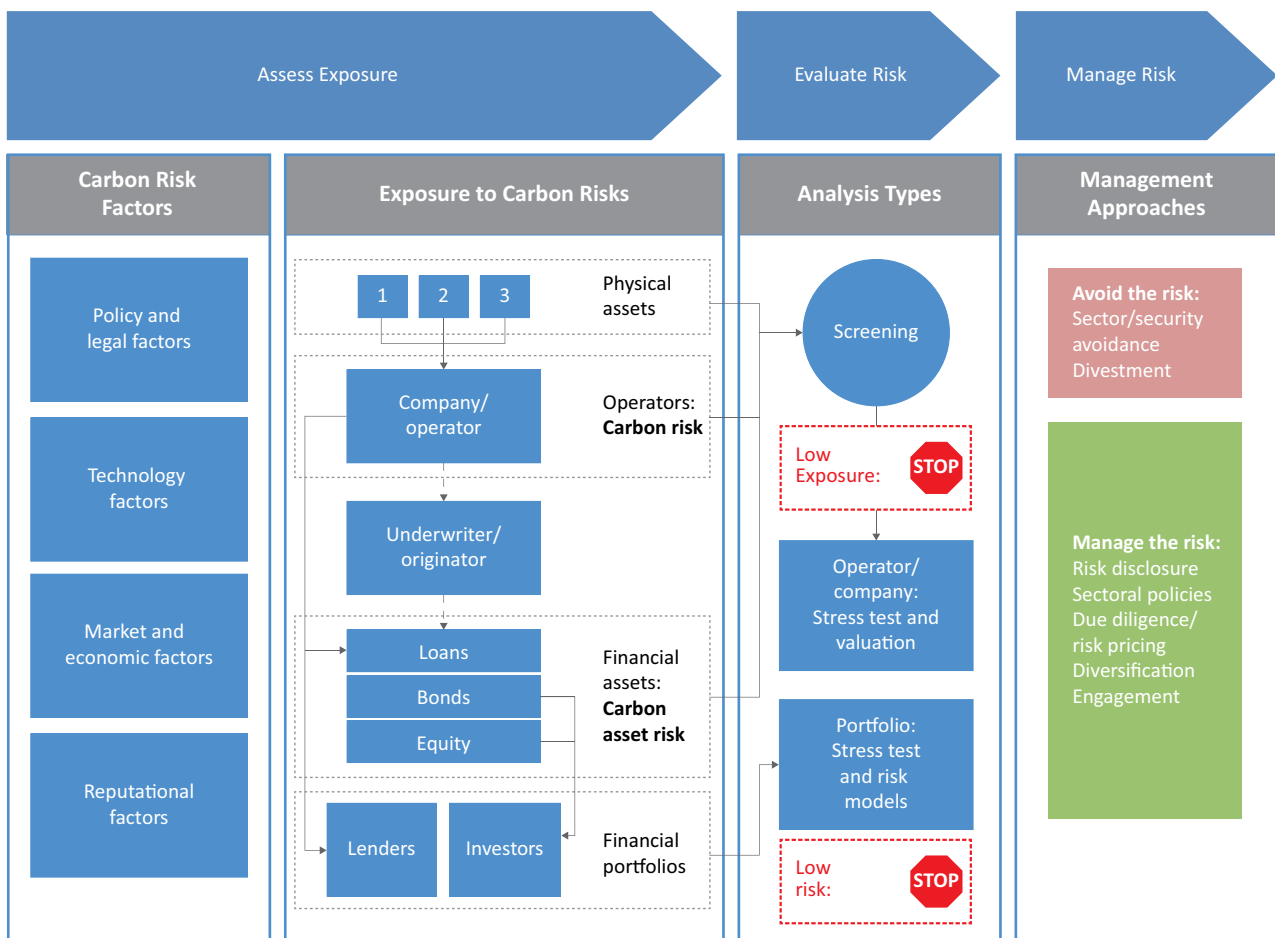 Assess Exposure
Evaluate Risk
Manage Risk
Carbon Risk
Factors
Exposure to Carbon Risks
Analysis Types
Management
Approaches
Policy and
legal factors
Technology
factors
Market and
economic factors
Reputational
factors
1
2
3
Physical
assets
Company/
operator
Operators:
Carbon risk
Underwriter/
originator
Loans
Bonds
Equity
Financial
assets:
Carbon
asset risk
Lenders
Investors
Financial
portfolios
Screening
Low
Exposure:
STOP
Operator/
company:
Stress test and
valuation
Portfolio:
Stress test
and risk
models
Low
risk:
STOP
Avoid the risk:
Sector/security
avoidance
Divestment
Manage the risk:
Risk disclosure
Sectoral policies
Due diligence/
risk pricing
Diversification
Engagement